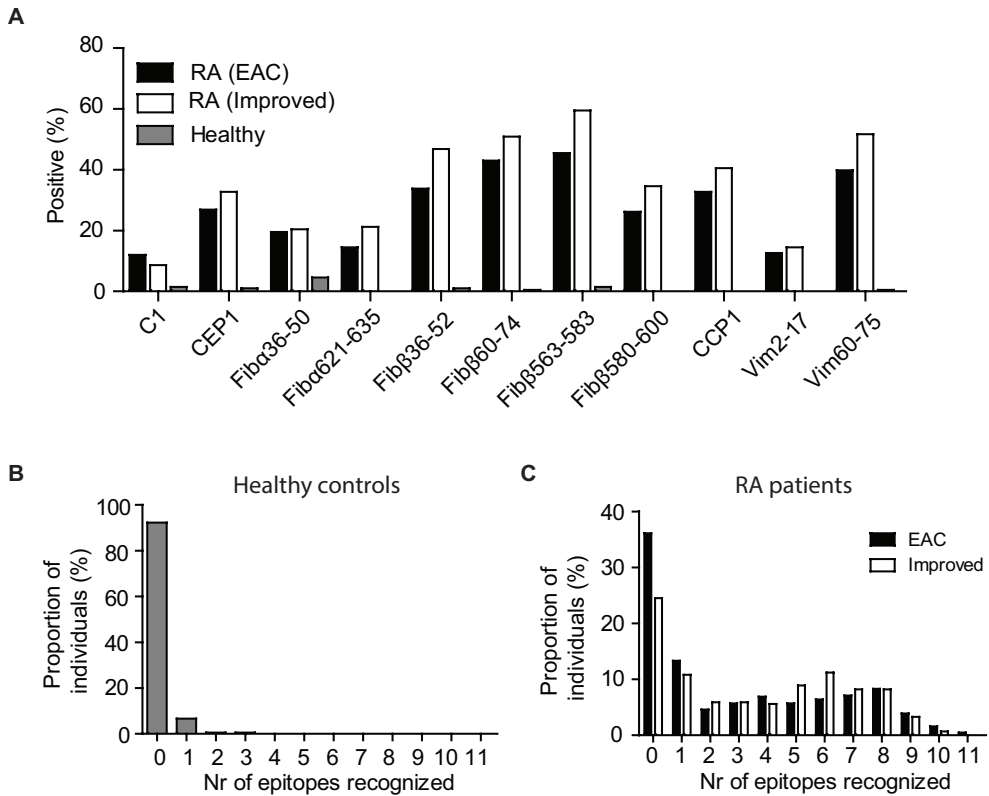 A
Positive (%)
80
60
40
20
0
RA (EAC)
RA (Improved)
Healthy
C1
CEP1
Fibα36-50
Fibα621-635
Fibβ36-52
Fibβ60-74
Fibβ563-583
Fibβ580-600
CCP1
Vim2-17
Vim60-75
B
Healthy controls
Proportion of
individuals (%)
100
80
60
40
20
0
0 1 2 3 4 5 6 7 8 9 10 11
Nr of epitopes recognized
C
RA patients
Proportion of
individuals (%)
40
30
20
10
0
EAC
Improved
0 1 2 3 4 5 6 7 8 9 10 11
Nr of epitopes recognized